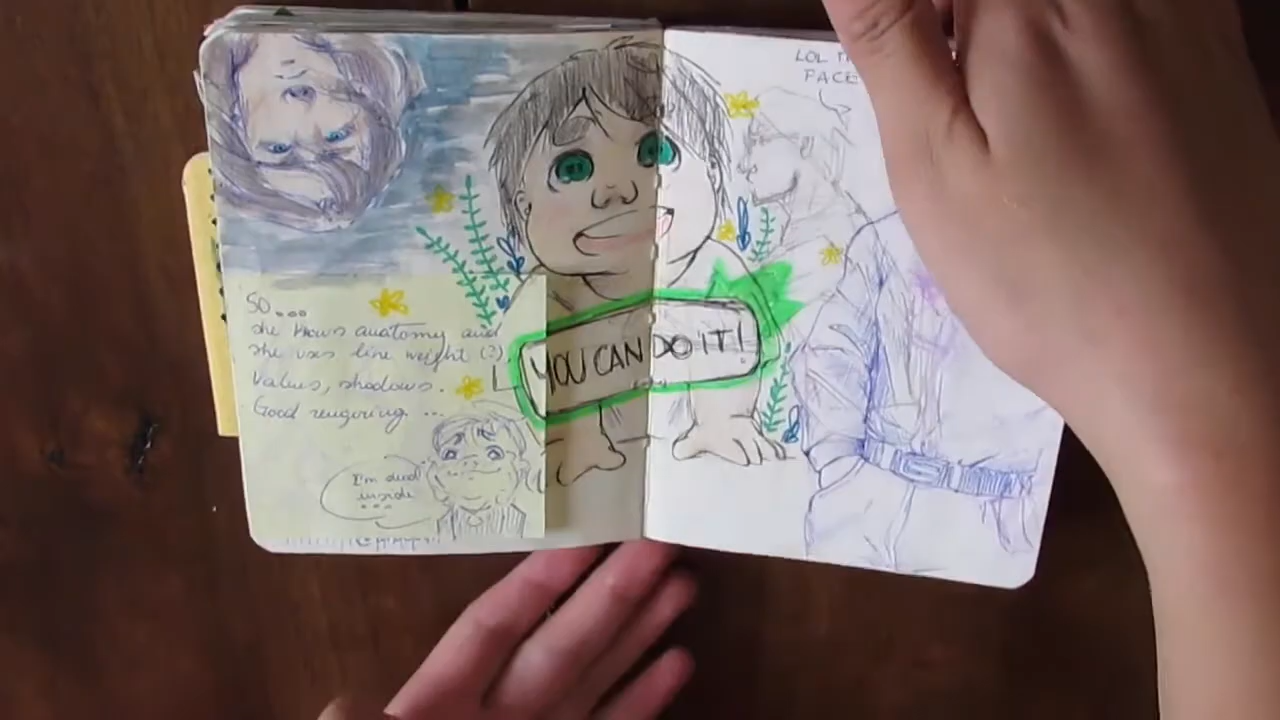 SO...
she knows anatomy and
she uses line weight (?),
Values, shadows.
Good rengoring ...
I'm dead
inside
...
YOU CAN DO IT!
LOL
FACE